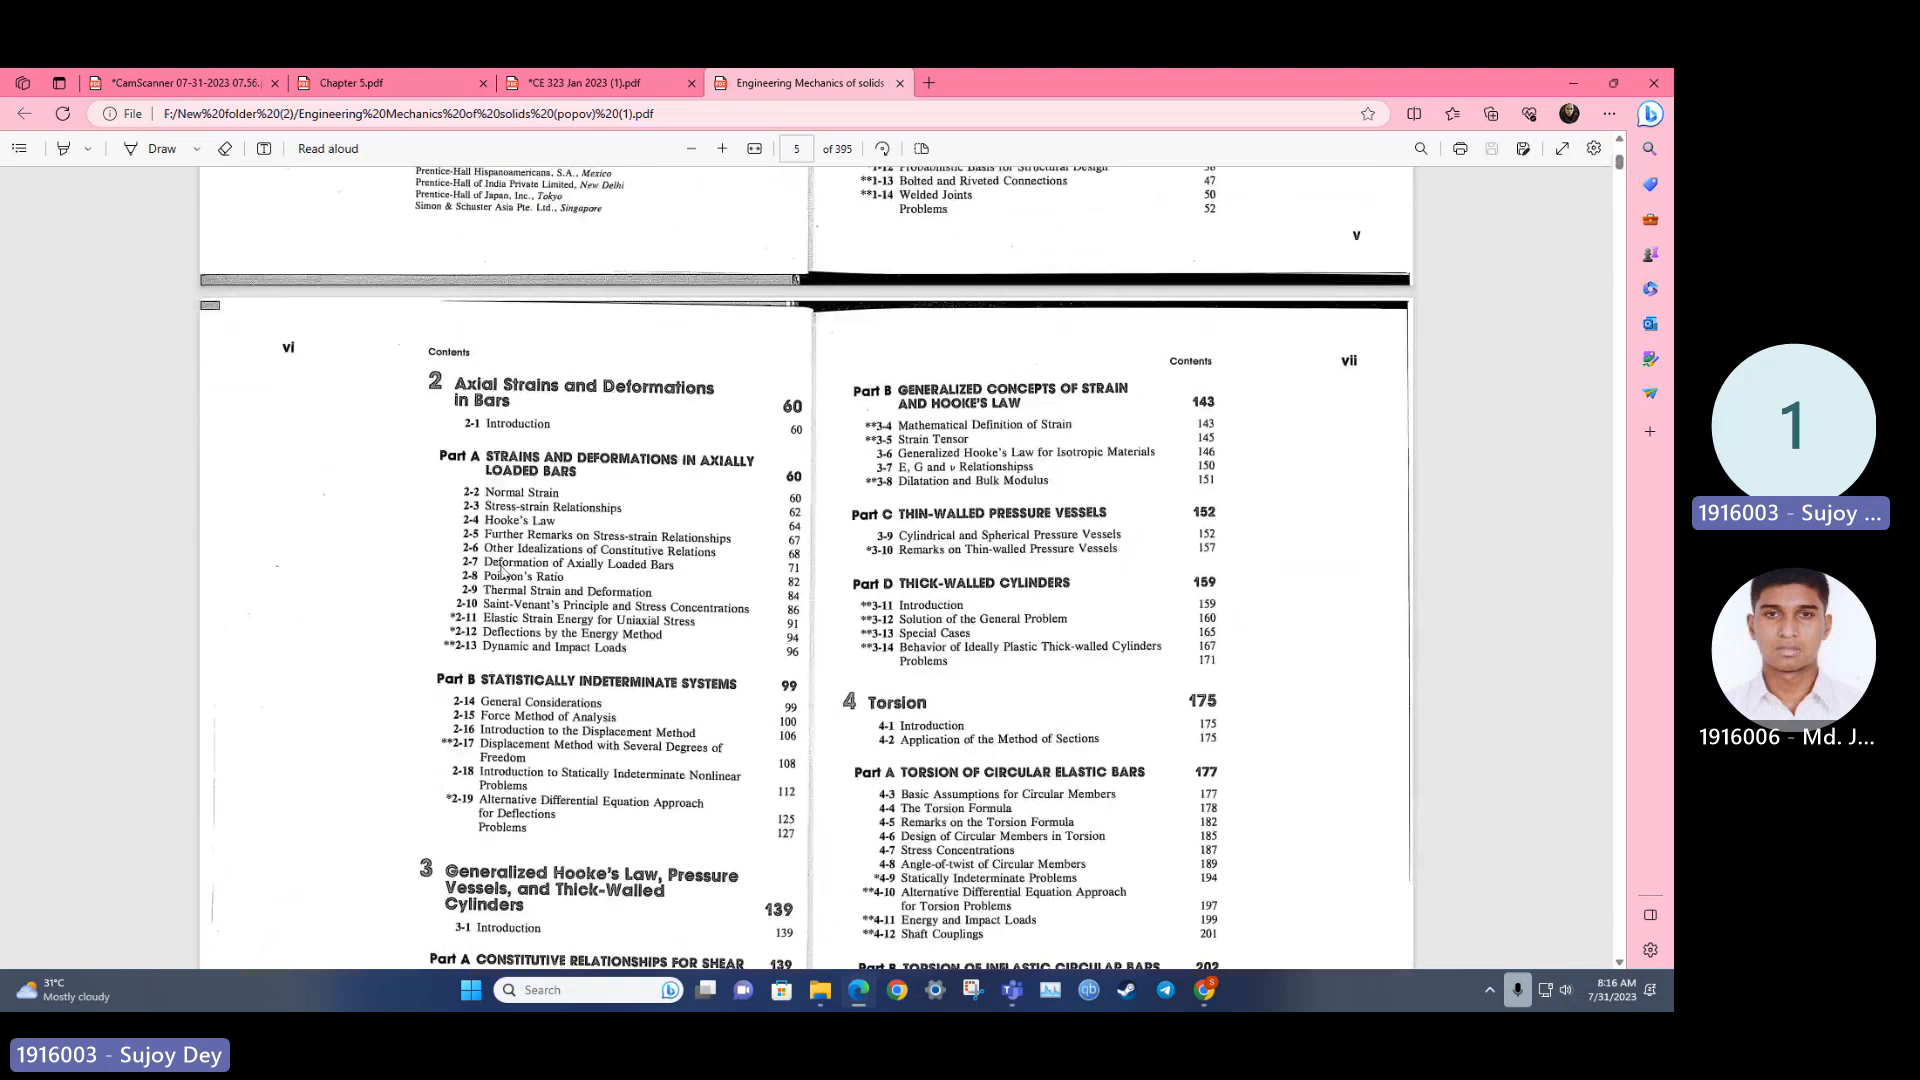 *CamScanner 07-31-2023 07.56.
Chapter 5.pdf
*CE 323 Jan 2023 (1).pdf
Engineering Mechanics of solids
File
F:/New%20folder%20(2)/Engineering%20Mechanics%20of%20solids%20(popov)%20(1).pdf
Draw
Read aloud
5
of 395
Prentice-Hall Hispanoamericana, S.A., Mexico
Prentice-Hall of India Private Limited, New Delhi
Prentice-Hall of Japan, Inc., Tokyo
Simon & Schuster Asia Pte. Ltd., Singapore
1-12 Probabilistic Basis for Structural Design 38
**1-13 Bolted and Riveted Connections 47
**1-14 Welded Joints 50
Problems 52
v
vi
Contents
2 Axial Strains and Deformations
in Bars 60
2-1 Introduction 60
Part A STRAINS AND DEFORMATIONS IN AXIALLY
LOADED BARS 60
2-2 Normal Strain 60
2-3 Stress-strain Relationships 62
2-4 Hooke's Law 64
2-5 Further Remarks on Stress-strain Relationships 67
2-6 Other Idealizations of Constitutive Relations 68
2-7 Deformation of Axially Loaded Bars 71
2-8 Poisson's Ratio 82
2-9 Thermal Strain and Deformation 84
2-10 Saint-Venant's Principle and Stress Concentrations 86
*2-11 Elastic Strain Energy for Uniaxial Stress 91
*2-12 Deflections by the Energy Method 94
**2-13 Dynamic and Impact Loads 96
Part B STATISTICALLY INDETERMINATE SYSTEMS 99
2-14 General Considerations 99
2-15 Force Method of Analysis 100
2-16 Introduction to the Displacement Method 106
**2-17 Displacement Method with Several Degrees of
Freedom 108
2-18 Introduction to Statically Indeterminate Nonlinear
Problems 112
*2-19 Alternative Differential Equation Approach
for Deflections 125
Problems 127
3 Generalized Hooke's Law, Pressure
Vessels, and Thick-Walled
Cylinders 139
3-1 Introduction 139
Part A CONSTITUTIVE RELATIONSHIPS FOR SHEAR 139
Contents
vii
Part B GENERALIZED CONCEPTS OF STRAIN
AND HOOKE'S LAW 143
**3-4 Mathematical Definition of Strain 143
**3-5 Strain Tensor 145
3-6 Generalized Hooke's Law for Isotropic Materials 146
3-7 E, G and ν Relationshipss 150
**3-8 Dilatation and Bulk Modulus 151
Part C THIN-WALLED PRESSURE VESSELS 152
3-9 Cylindrical and Spherical Pressure Vessels 152
*3-10 Remarks on Thin-walled Pressure Vessels 157
Part D THICK-WALLED CYLINDERS 159
**3-11 Introduction 159
**3-12 Solution of the General Problem 160
**3-13 Special Cases 165
**3-14 Behavior of Ideally Plastic Thick-walled Cylinders 167
Problems 171
4 Torsion 175
4-1 Introduction 175
4-2 Application of the Method of Sections 175
Part A TORSION OF CIRCULAR ELASTIC BARS 177
4-3 Basic Assumptions for Circular Members 177
4-4 The Torsion Formula 178
4-5 Remarks on the Torsion Formula 182
4-6 Design of Circular Members in Torsion 185
4-7 Stress Concentrations 187
4-8 Angle-of-twist of Circular Members 189
*4-9 Statically Indeterminate Problems 194
**4-10 Alternative Differential Equation Approach
for Torsion Problems 197
**4-11 Energy and Impact Loads 199
**4-12 Shaft Couplings 201
Part B TORSION OF INELASTIC CIRCULAR BARS 202
1
1916003 - Sujoy ...
1916006 - Md. J...
31°C
Mostly cloudy
Search
8:16 AM
7/31/2023
1916003 - Sujoy Dey